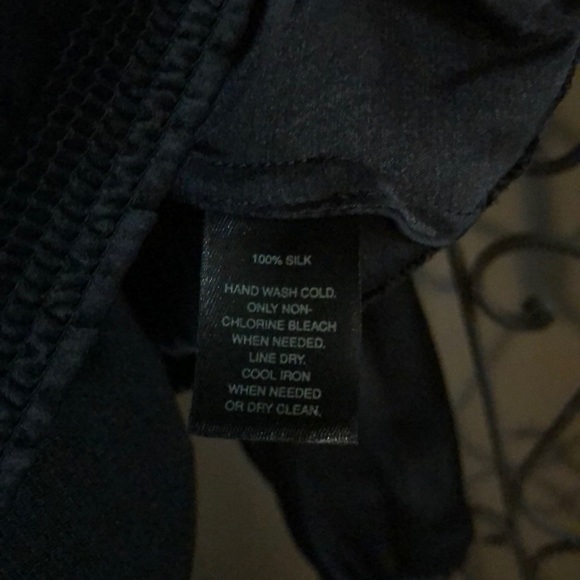 100% SILK
HAND WASH COLD.
ONLY NON-
CHLORINE BLEACH
WHEN NEEDED.
LINE DRY.
COOL IRON
WHEN NEEDED
OR DRY CLEAN.